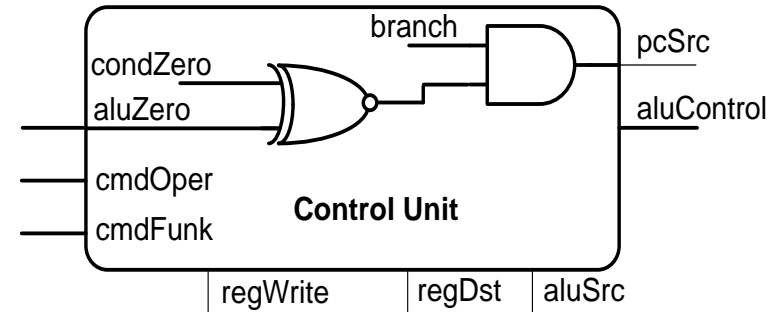 branch
pcSrc
condZero
aluZero
aluControl
cmdOper
Control Unit
cmdFunk
regWrite
regDst
aluSrc